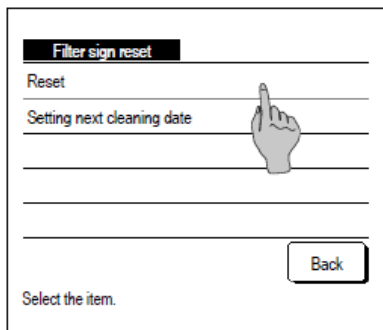 Filter sign reset
Reset
Setting next cleaning date
Back
Select the item.